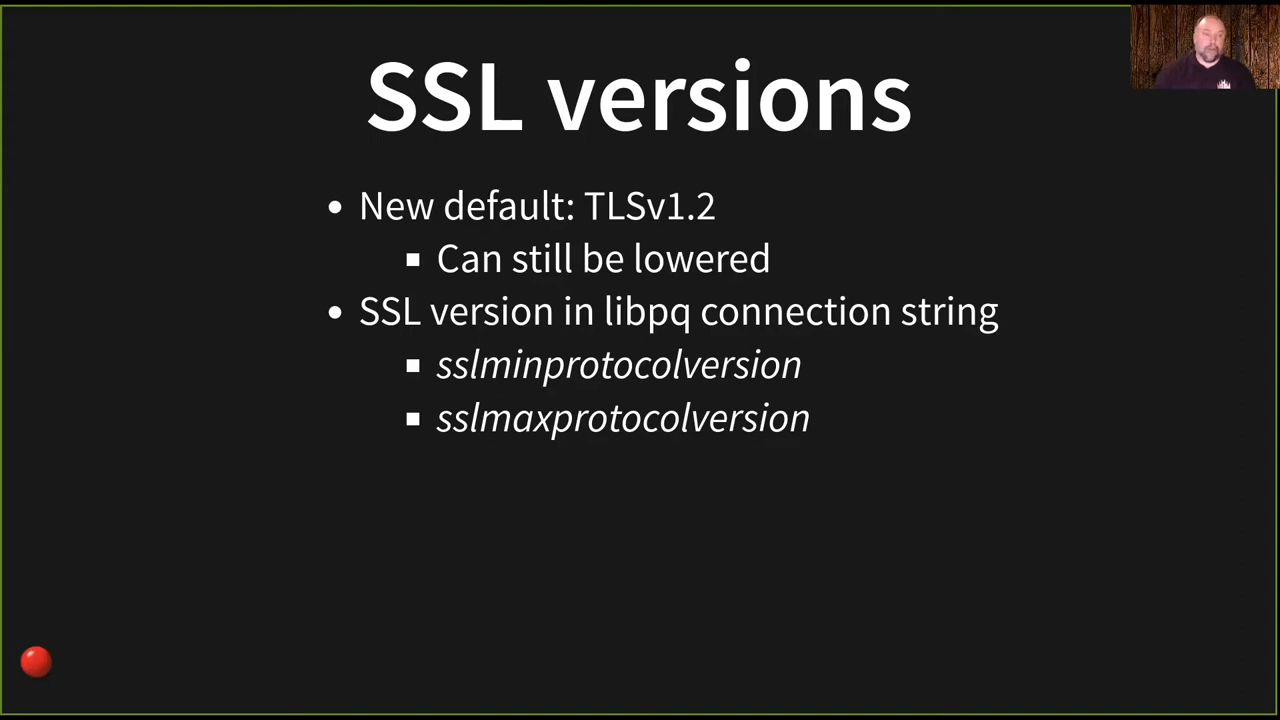 SSL versions
New default: TLSv1.2
Can still be lowered
SSL version in libpq connection string
sslminprotocolversion
sslmaxprotocolversion